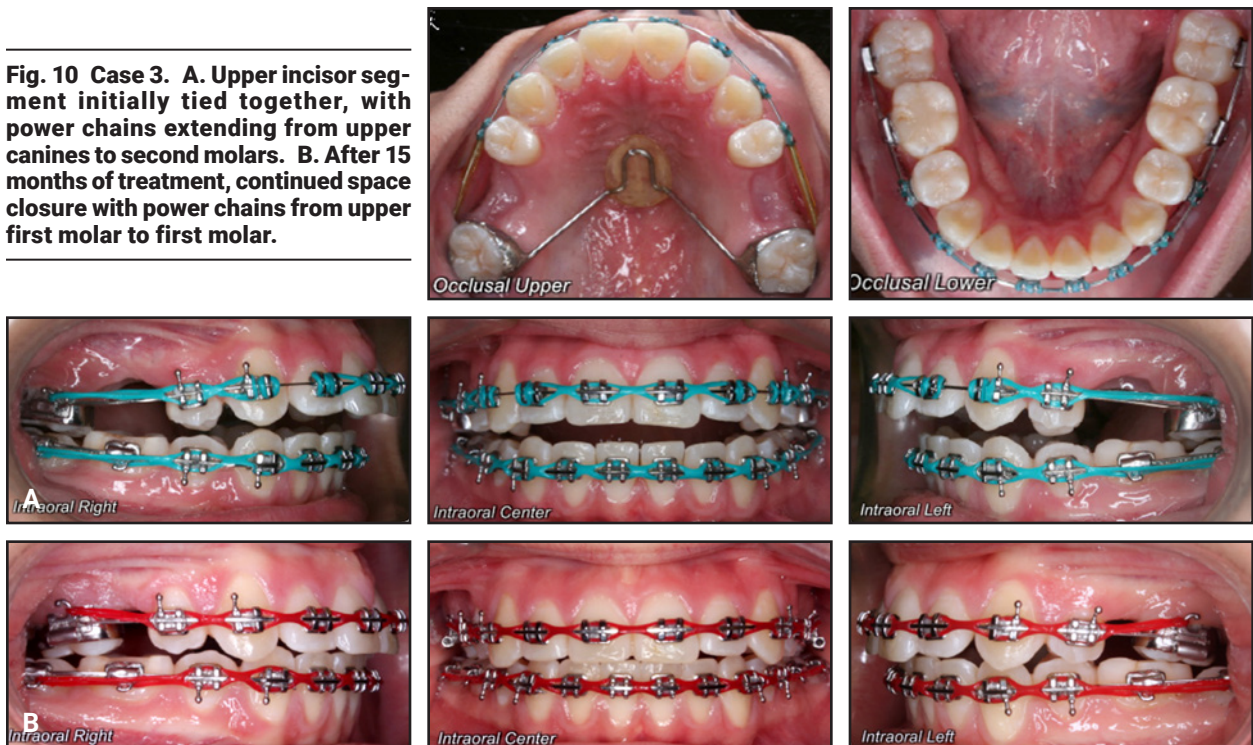 Fig. 10 Case 3. A. Upper incisor seg-
ment initially tied together, with
power chains extending from upper
canines to second molars. B. After 15
months of treatment, continued space
closure with power chains from upper
first molar to first molar.
Occlusal Upper
Occlusal Lower
A
Intraoral Right
Intraoral Center
Intraoral Left
B
Intraoral Right
Intraoral Center
Intraoral Left